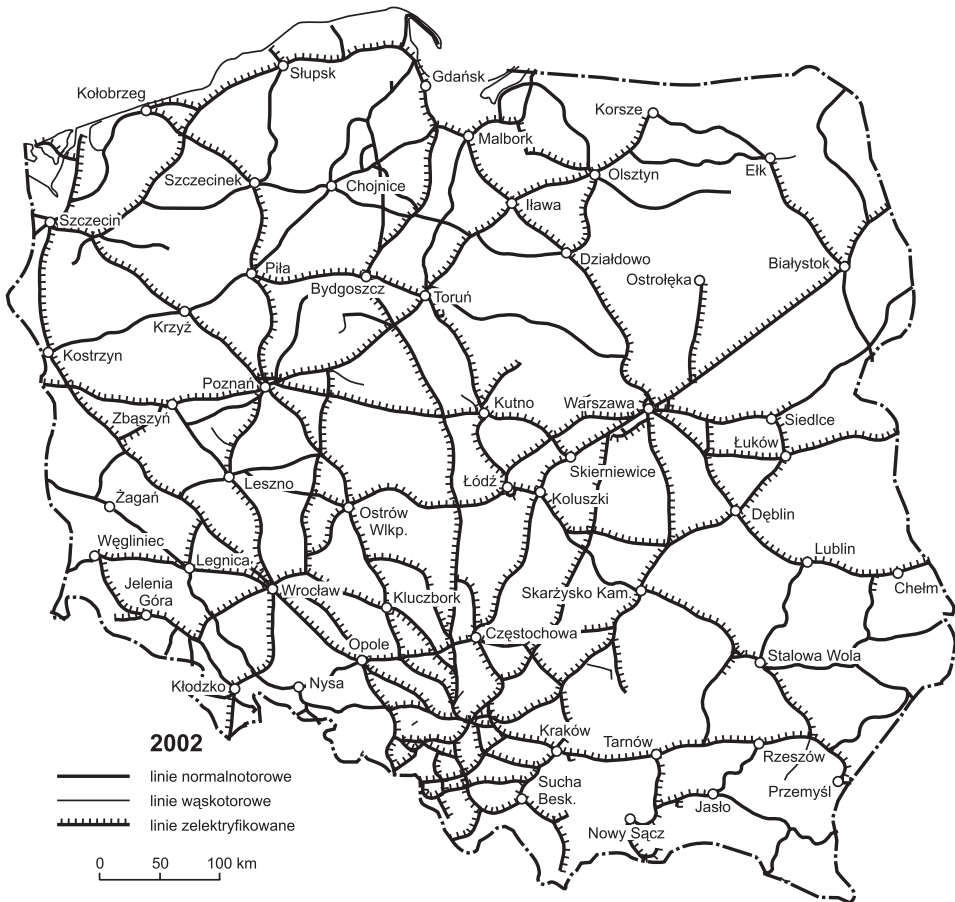 Słupsk
Gdańsk
Kołobrzeg
Korsze
Malbork
Ełk
Szczecinek
Chojnice
Olsztyn
Iława
Szczecin
Działdowo
Białystok
Piła
Bydgoszcz
Ostrołęka
Toruń
Krzyż
Kostrzyn
Poznań
Kutno
Warszawa
Zbąszyń
Siedlce
Łuków
Skierniewice
Łódź
Leszno
Koluszki
Żagań
Ostrów
Wlkp.
Dęblin
Węgliniec
Legnica
Lublin
Jelenia
Góra
Wrocław
Kluczbork
Skarżysko Kam.
Chełm
Częstochowa
Opole
Stalowa Wola
Kłodzko
Nysa
2002
Kraków
Tarnów
Rzeszów
linie normalnotorowe
Sucha
Besk.
Przemyśl
linie wąskotorowe
Jasło
linie zelektryfikowane
Nowy Sącz
0 50 100 km